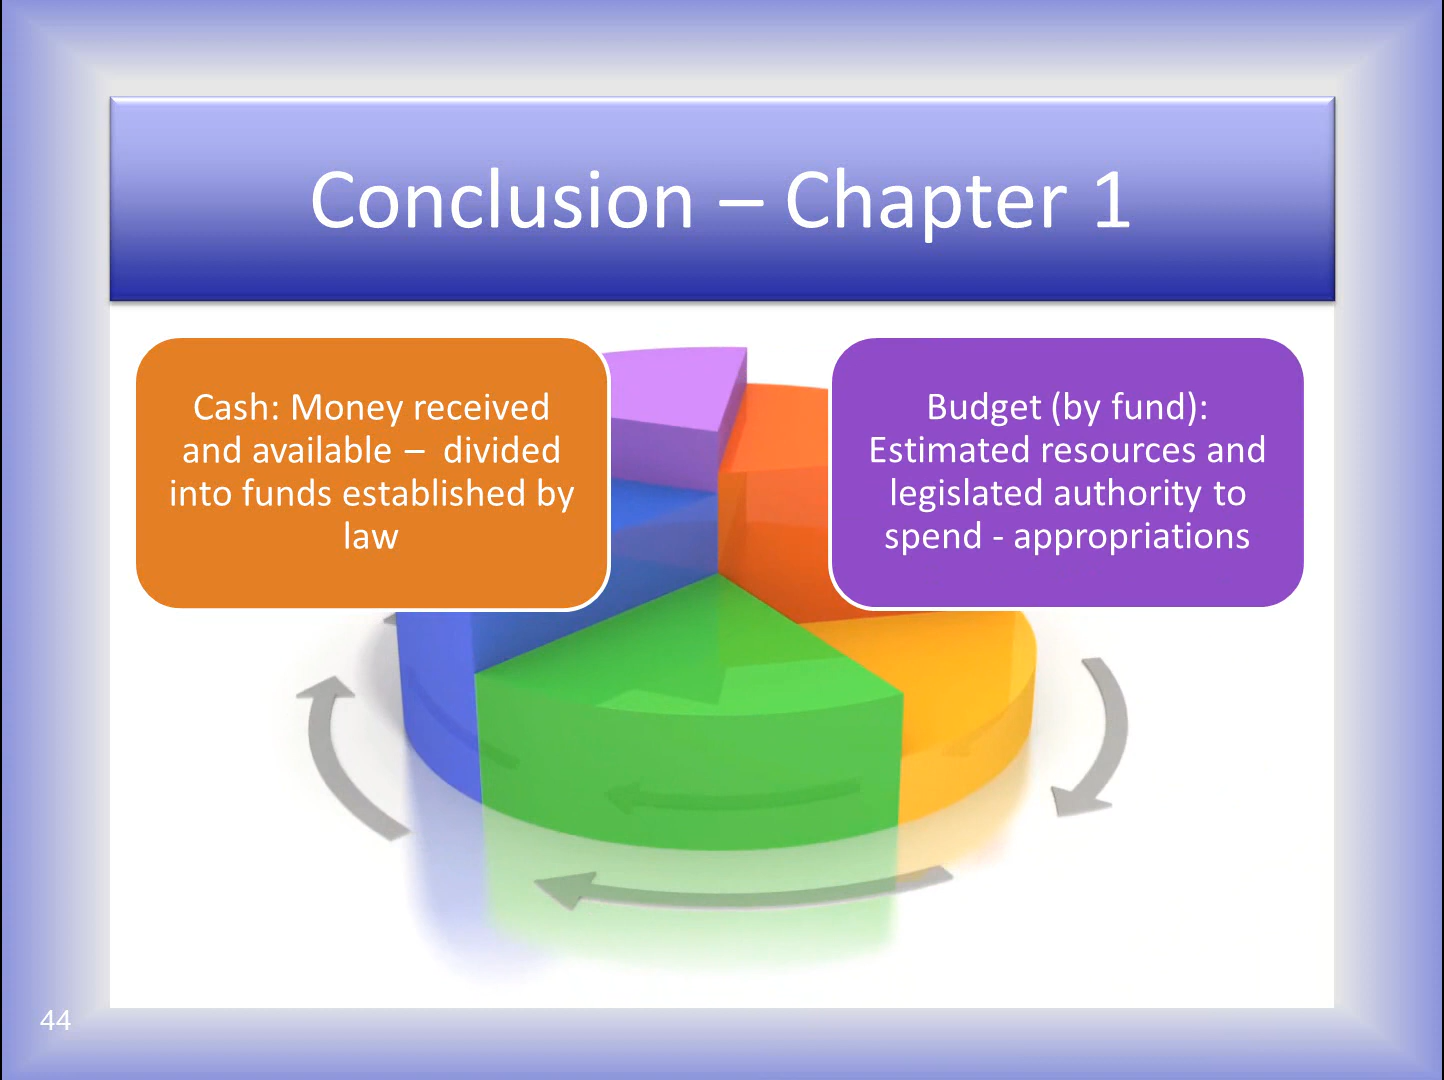 Conclusion – Chapter 1
Cash: Money received
and available –  divided
into funds established by
law
Budget (by fund):
Estimated resources and
legislated authority to
spend - appropriations
44